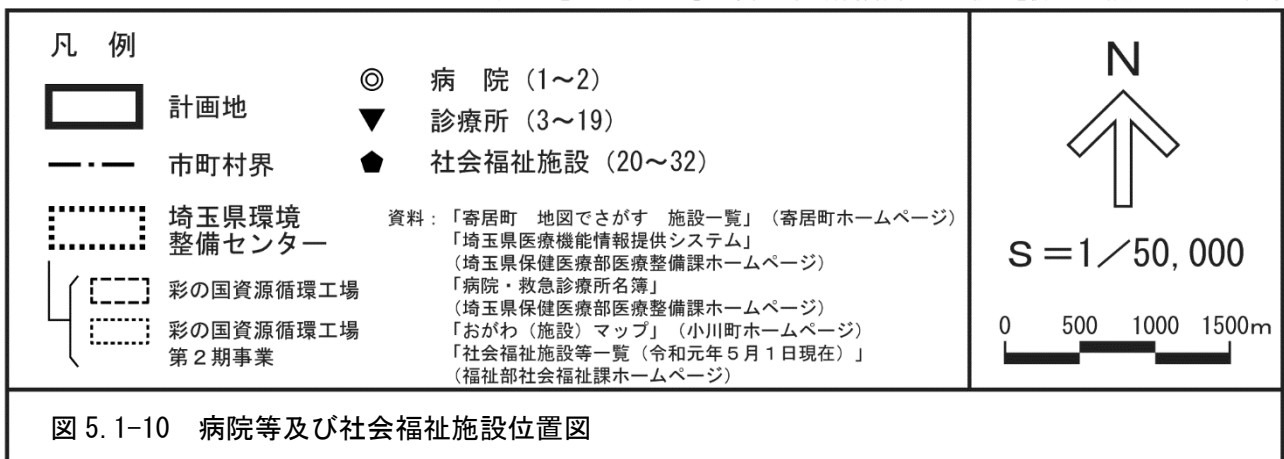 凡 例
計画地
市町村界
埼玉県環境
整備センター
彩の国資源循環工場
彩の国資源循環工場
第２期事業
◎ 病 院（1～2）
▼ 診療所（3～19）
社会福祉施設（20～32）
資料：「寄居町 地図でさがす 施設一覧」（寄居町ホームページ）
「埼玉県医療機能情報提供システム」
（埼玉県保健医療部医療整備課ホームページ）
「病院・救急診療所名簿」
（埼玉県保健医療部医療整備課ホームページ）
「おがわ（施設）マップ」（小川町ホームページ）
「社会福祉施設等一覧（令和元年５月１日現在）」
（福祉部社会福祉課ホームページ）
N
Ｓ＝1／50,000
0 500 1000 1500m
図 5.1-10 病院等及び社会福祉施設位置図